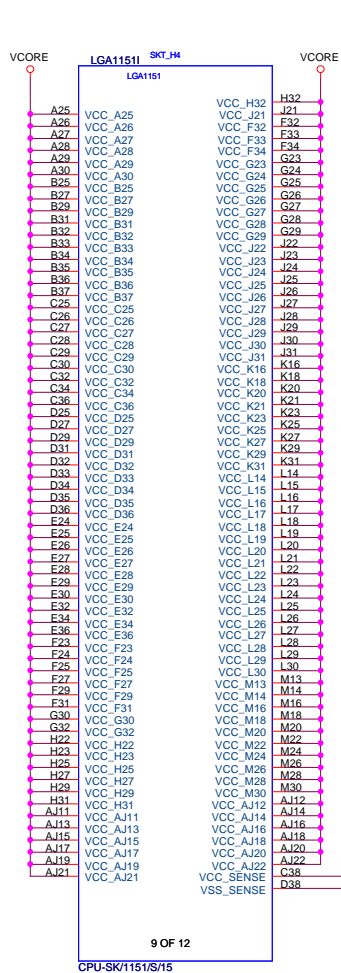 VCORE
LGA1151I
SKT_H4
VCORE
LGA1151
A25 VCC_A25
A26 VCC_A26
A27 VCC_A27
A28 VCC_A28
A29 VCC_A29
A30 VCC_A30
B25 VCC_B25
B27 VCC_B27
B29 VCC_B29
B31 VCC_B31
B32 VCC_B32
B33 VCC_B33
B34 VCC_B34
B35 VCC_B35
B36 VCC_B36
B37 VCC_B37
C25 VCC_C25
C26 VCC_C26
C27 VCC_C27
C28 VCC_C28
C29 VCC_C29
C30 VCC_C30
C32 VCC_C32
C34 VCC_C34
C36 VCC_C36
D25 VCC_D25
D27 VCC_D27
D29 VCC_D29
D31 VCC_D31
D32 VCC_D32
D33 VCC_D33
D34 VCC_D34
D35 VCC_D35
D36 VCC_D36
E24 VCC_E24
E25 VCC_E25
E26 VCC_E26
E27 VCC_E27
E28 VCC_E28
E29 VCC_E29
E30 VCC_E30
E32 VCC_E32
E34 VCC_E34
E36 VCC_E36
F23 VCC_F23
F24 VCC_F24
F25 VCC_F25
F27 VCC_F27
F29 VCC_F29
F31 VCC_F31
G30 VCC_G30
G32 VCC_G32
H22 VCC_H22
H23 VCC_H23
H25 VCC_H25
H27 VCC_H27
H29 VCC_H29
H31 VCC_H31
AJ11 VCC_AJ11
AJ13 VCC_AJ13
AJ15 VCC_AJ15
AJ17 VCC_AJ17
AJ19 VCC_AJ19
AJ21 VCC_AJ21
VCC_H32 H32
VCC_J21 J21
VCC_F32 F32
VCC_F33 F33
VCC_F34 F34
VCC_G23 G23
VCC_G24 G24
VCC_G25 G25
VCC_G26 G26
VCC_G27 G27
VCC_G28 G28
VCC_G29 G29
VCC_J22 J22
VCC_J23 J23
VCC_J24 J24
VCC_J25 J25
VCC_J26 J26
VCC_J27 J27
VCC_J28 J28
VCC_J29 J29
VCC_J30 J30
VCC_J31 J31
VCC_K16 K16
VCC_K18 K18
VCC_K20 K20
VCC_K21 K21
VCC_K23 K23
VCC_K25 K25
VCC_K27 K27
VCC_K29 K29
VCC_K31 K31
VCC_L14 L14
VCC_L15 L15
VCC_L16 L16
VCC_L17 L17
VCC_L18 L18
VCC_L19 L19
VCC_L20 L20
VCC_L21 L21
VCC_L22 L22
VCC_L23 L23
VCC_L24 L24
VCC_L25 L25
VCC_L26 L26
VCC_L27 L27
VCC_L28 L28
VCC_L29 L29
VCC_L30 L30
VCC_M13 M13
VCC_M14 M14
VCC_M16 M16
VCC_M18 M18
VCC_M20 M20
VCC_M22 M22
VCC_M24 M24
VCC_M26 M26
VCC_M28 M28
VCC_M30 M30
VCC_AJ12 AJ12
VCC_AJ14 AJ14
VCC_AJ16 AJ16
VCC_AJ18 AJ18
VCC_AJ20 AJ20
VCC_AJ22 AJ22
VCC_SENSE C38
VSS_SENSE D38
9 OF 12
CPU-SK/1151/S/15